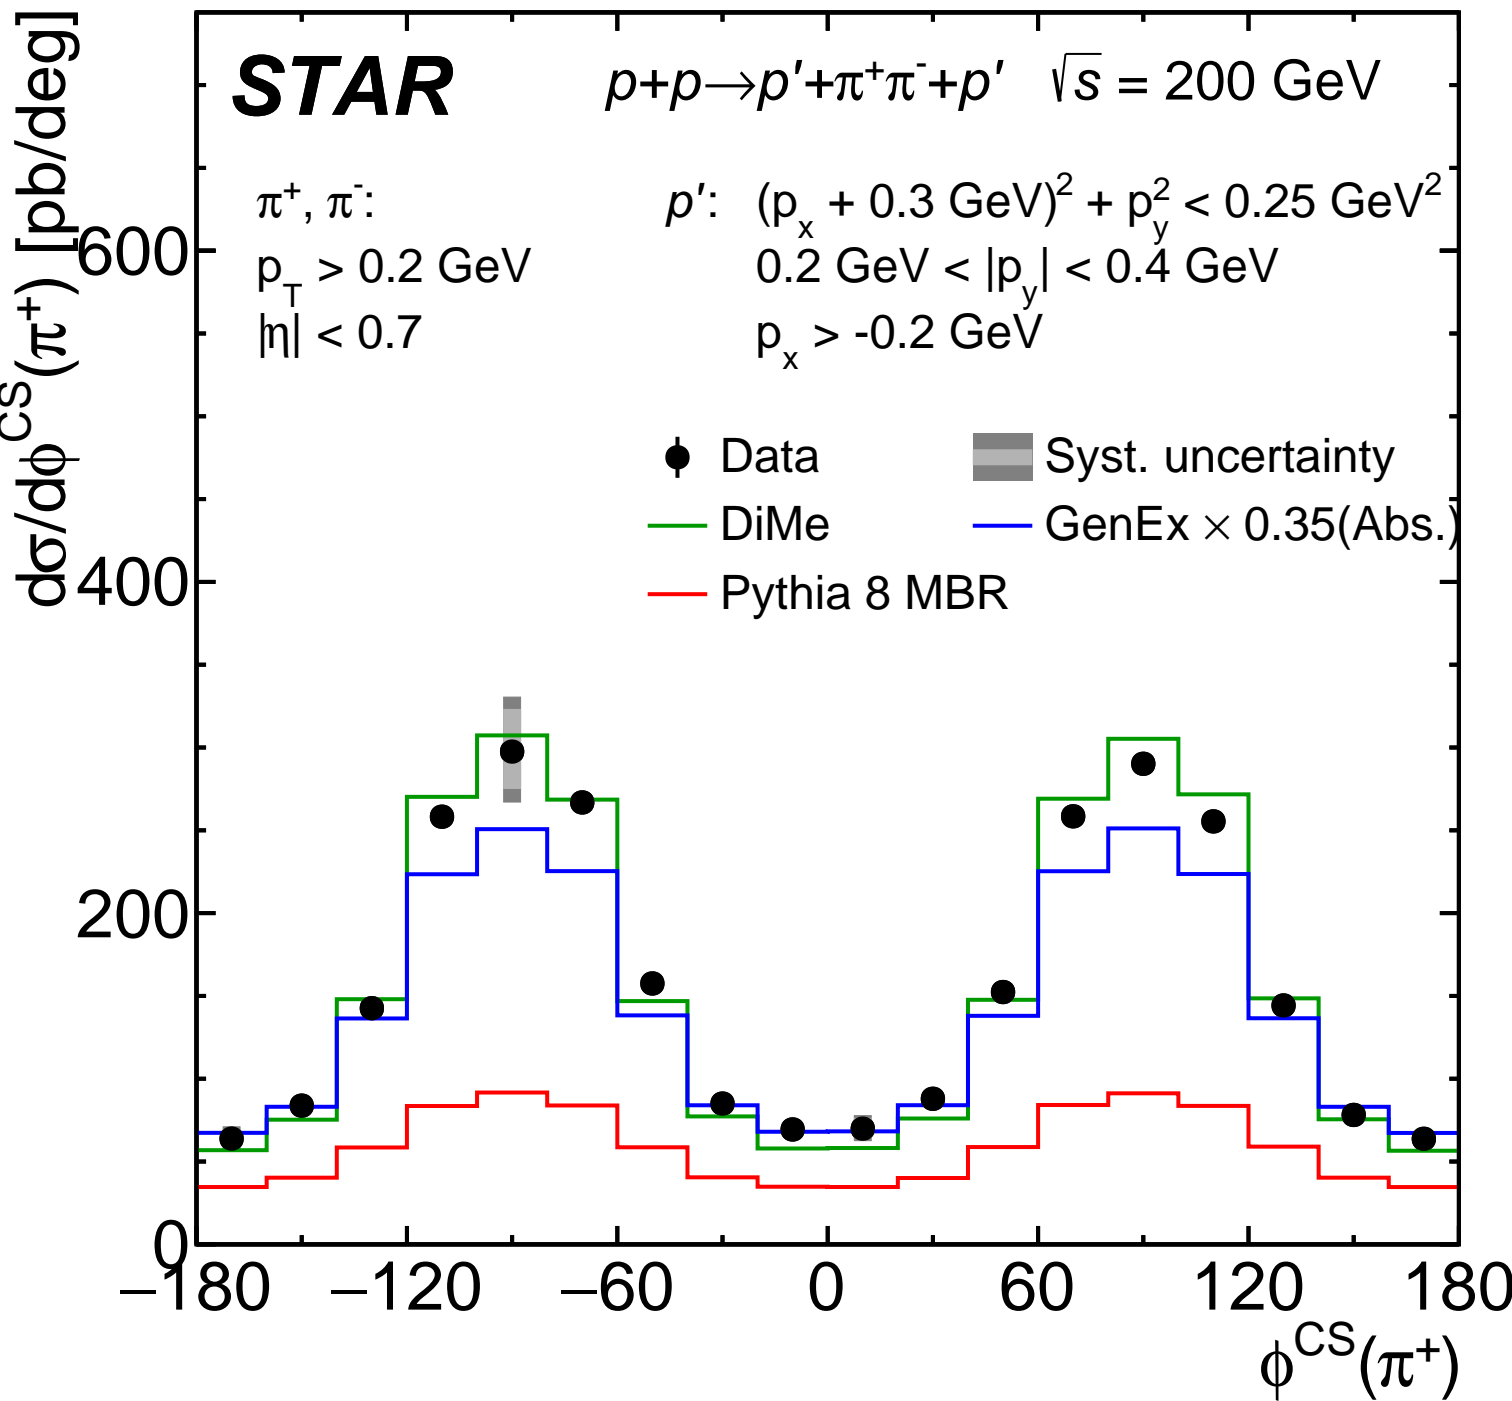 STAR p+p→p′+π⁺π⁻+p′ √s = 200 GeV
π⁺, π⁻: p′: (pₓ + 0.3 GeV)² + p_y² < 0.25 GeV²
p_T > 0.2 GeV 0.2 GeV < |p_y| < 0.4 GeV
|η| < 0.7 pₓ > -0.2 GeV
Data Syst. uncertainty
DiMe GenEx × 0.35(Abs.)
Pythia 8 MBR
dσ/dϕ^CS(π⁺) [pb/deg]
600
400
200
0
−180 −120 −60 0 60 120 180
ϕ^CS(π⁺)